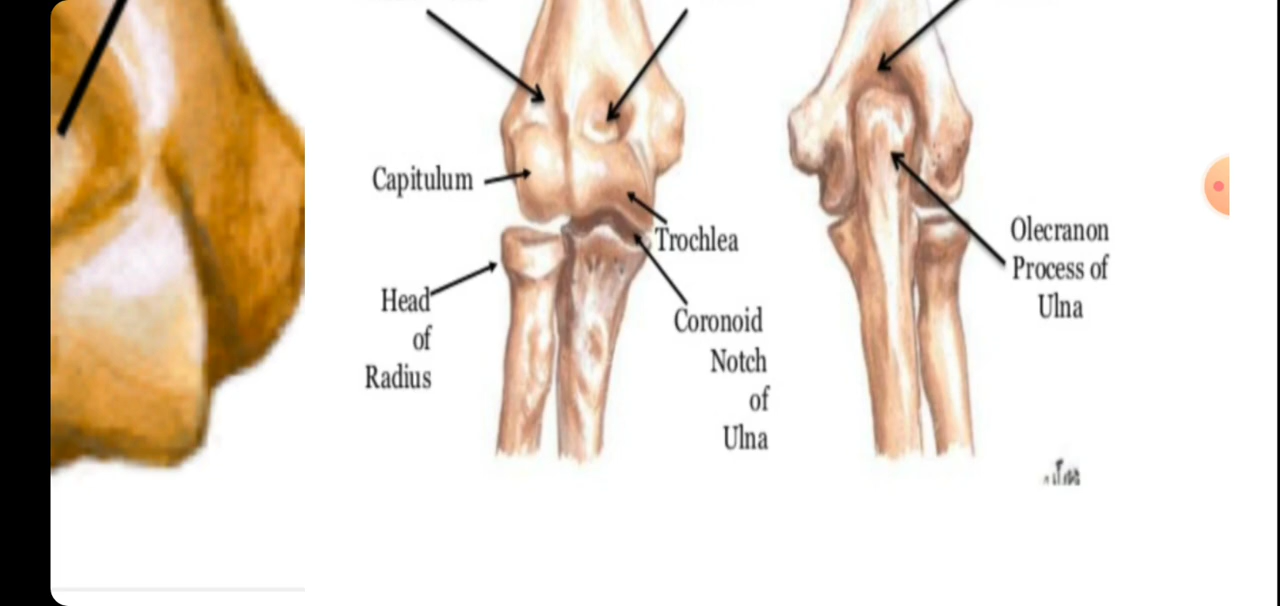 Capitulum
Trochlea
Head
of
Radius
Coronoid
Notch
of
Ulna
Olecranon
Process of
Ulna